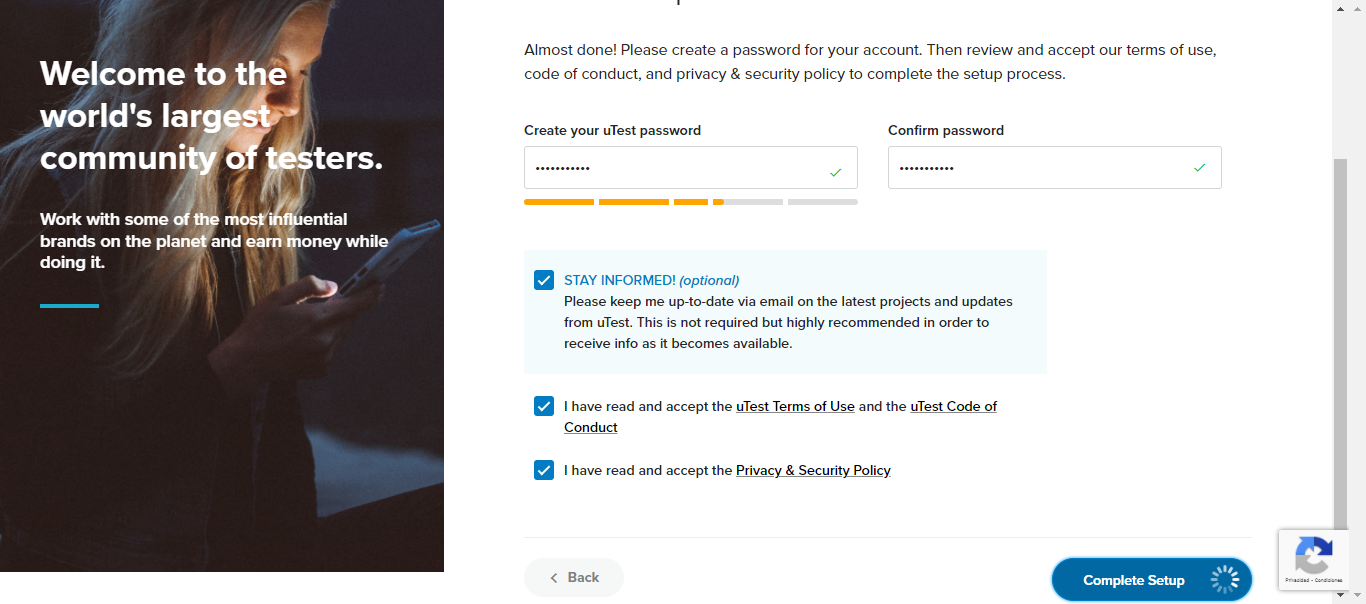 Welcome to the
world's largest
community of testers.
Work with some of the most influential
brands on the planet and earn money while
doing it.
Almost done! Please create a password for your account. Then review and accept our terms of use,
code of conduct, and privacy & security policy to complete the setup process.
Create your uTest password
Confirm password
•••••••••••
•••••••••••
STAY INFORMED! (optional)
Please keep me up-to-date via email on the latest projects and updates
from uTest. This is not required but highly recommended in order to
receive info as it becomes available.
I have read and accept the uTest Terms of Use and the uTest Code of
Conduct
I have read and accept the Privacy & Security Policy
Back
Complete Setup
Privacidad - Condiciones